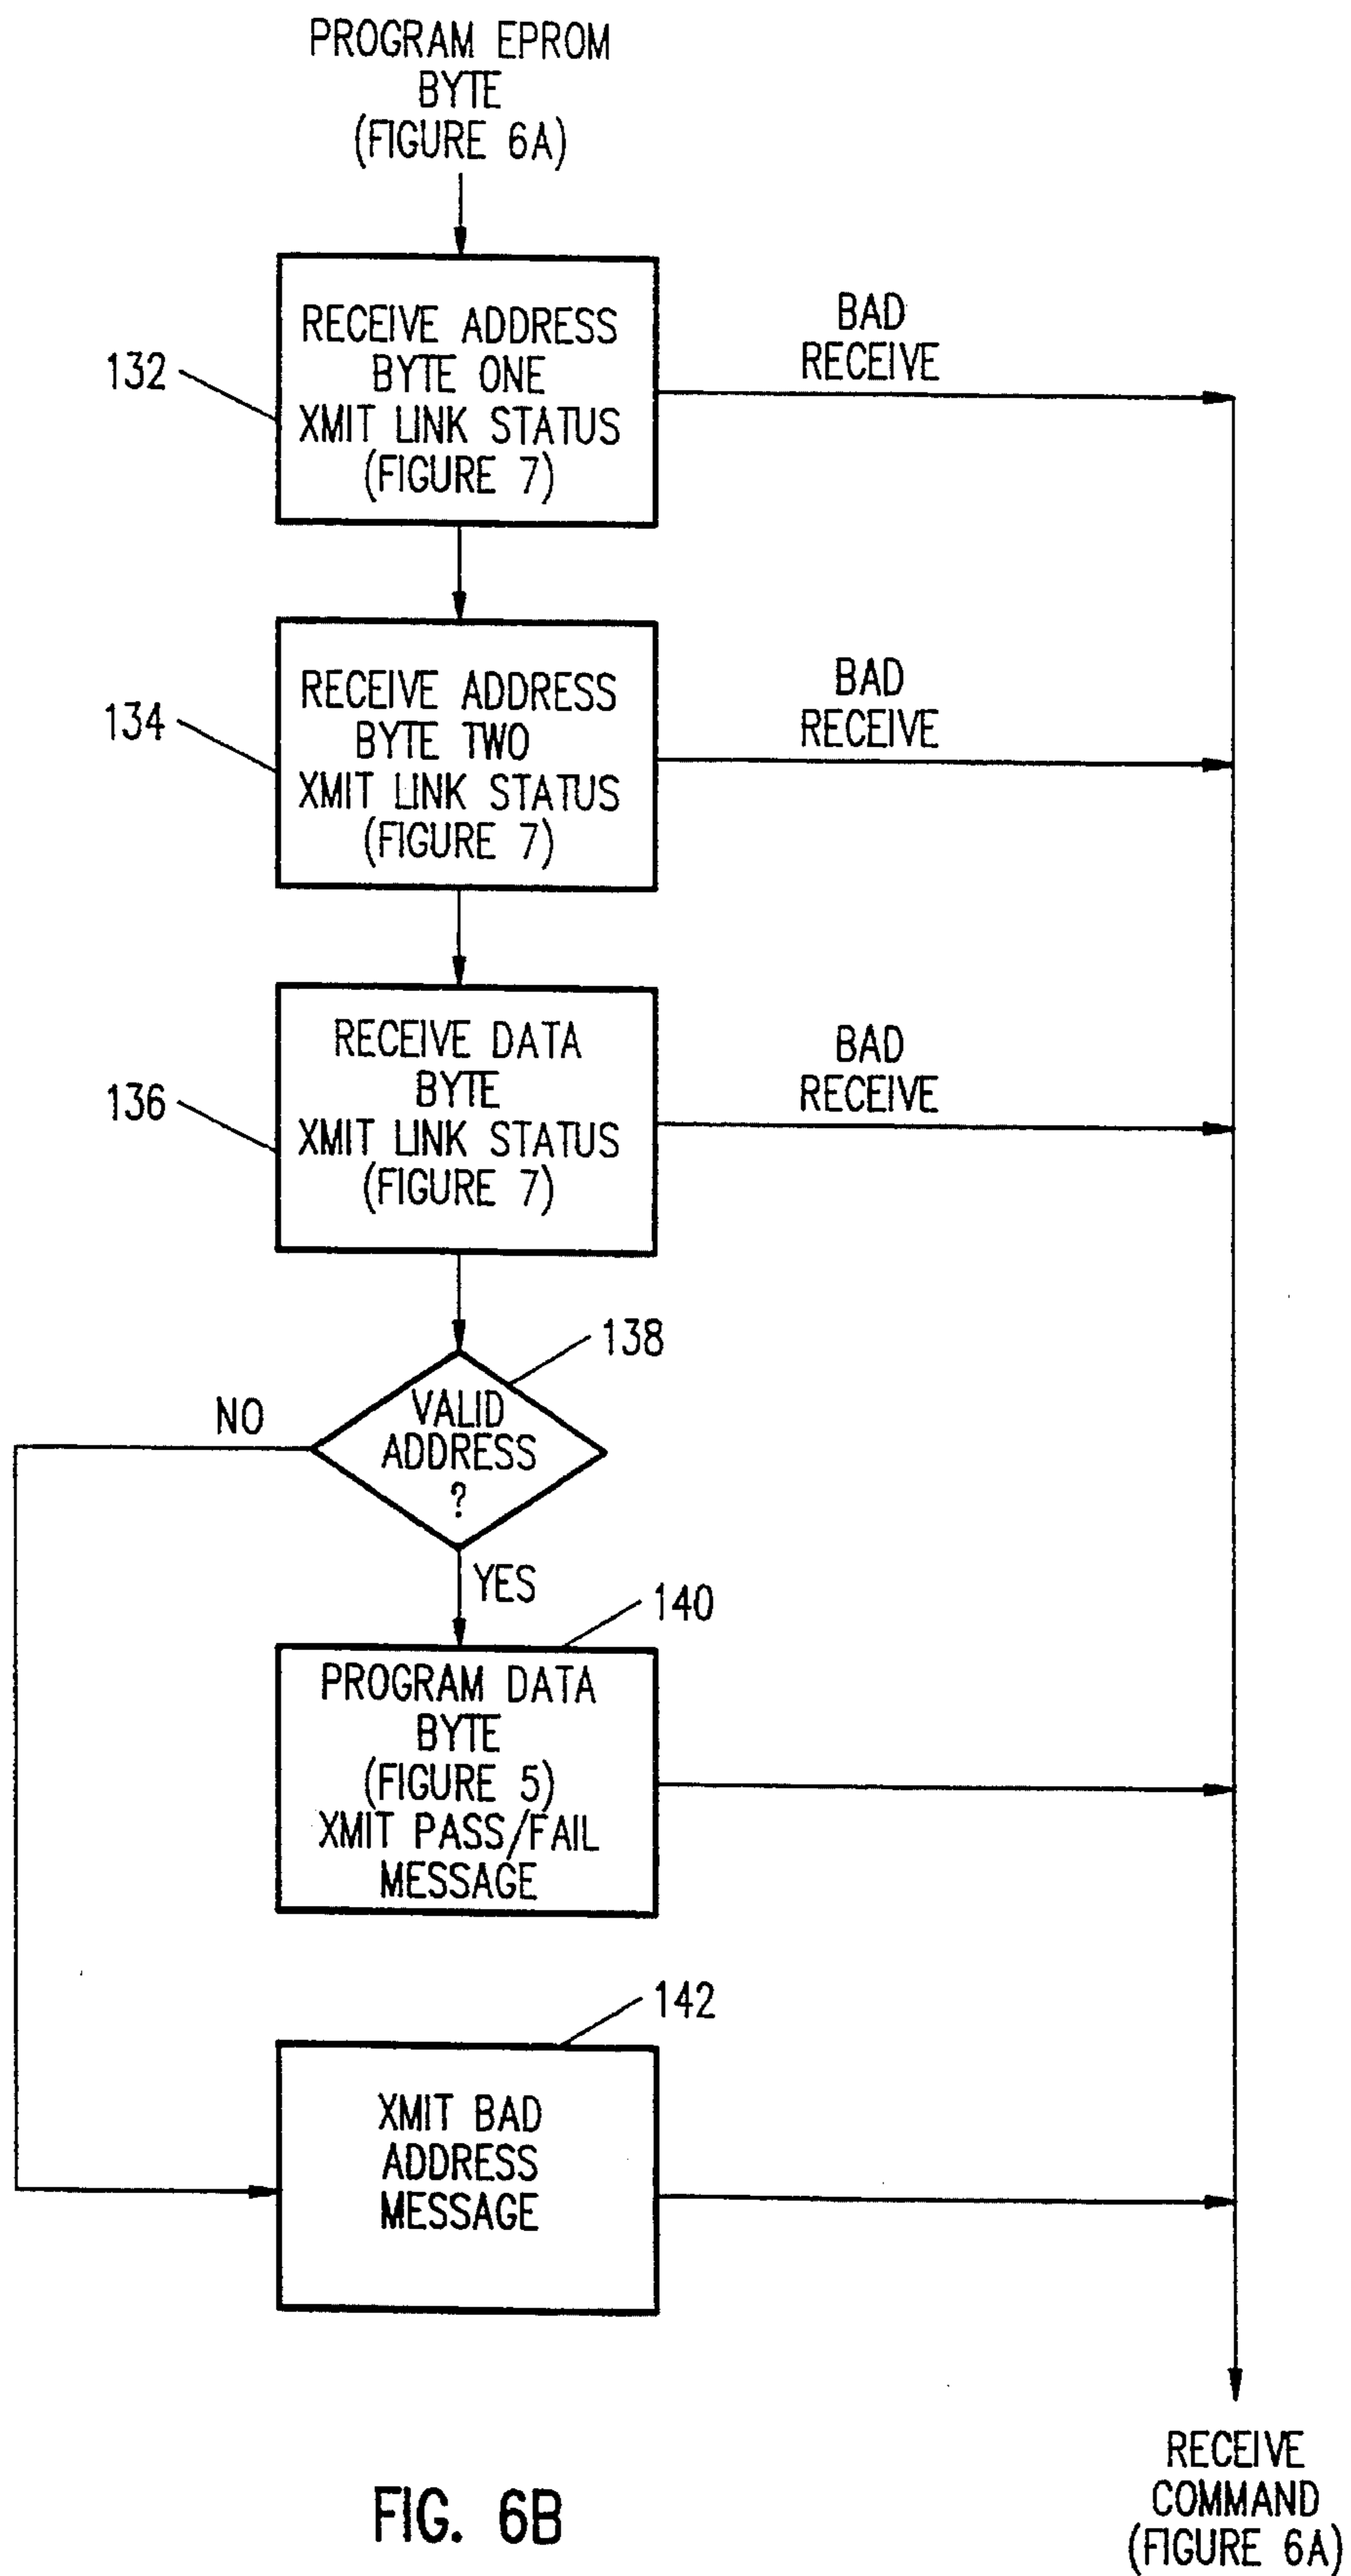 PROGRAM EPROM
BYTE
(FIGURE 6A)
RECEIVE ADDRESS
BYTE ONE
XMIT LINK STATUS
(FIGURE 7)
132
BAD
RECEIVE
RECEIVE ADDRESS
BYTE TWO
XMIT LINK STATUS
(FIGURE 7)
134
BAD
RECEIVE
RECEIVE DATA
BYTE
XMIT LINK STATUS
(FIGURE 7)
136
BAD
RECEIVE
138
VALID
ADDRESS
?
NO
YES
140
PROGRAM DATA
BYTE
(FIGURE 5)
XMIT PASS/FAIL
MESSAGE
142
XMIT BAD
ADDRESS
MESSAGE
RECEIVE
COMMAND
(FIGURE 6A)
FIG. 6B